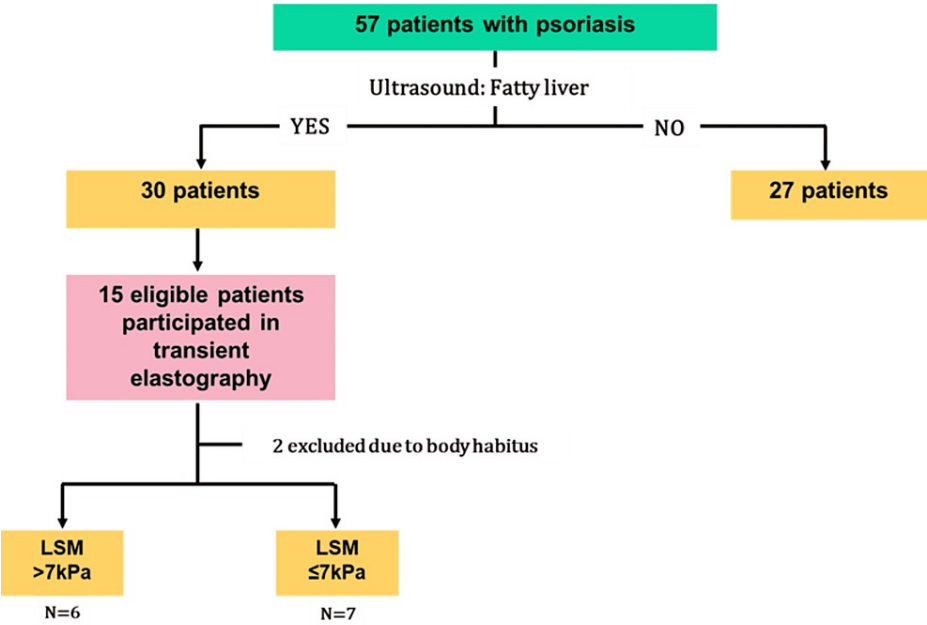 57 patients with psoriasis
Ultrasound: Fatty liver
YES
NO
30 patients
27 patients
15 eligible patients
participated in
transient
elastography
2 excluded due to body habitus
LSM
>7kPa
LSM
≤7kPa
N=6
N=7